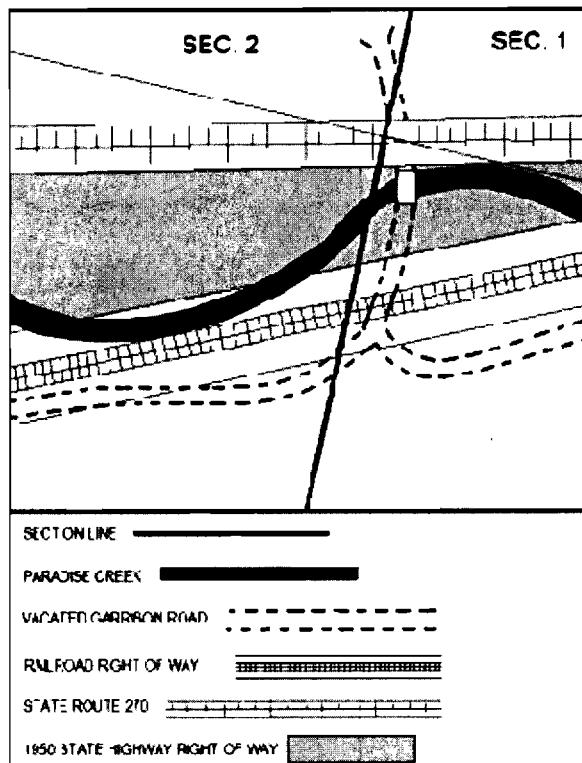 SEC. 2
SEC. 1
SECTION LINE
PARADISE CREEK
VACATED GARRISON ROAD
RAILROAD RIGHT OF WAY
STATE ROUTE 270
1950 STATE HIGHWAY RIGHT OF WAY